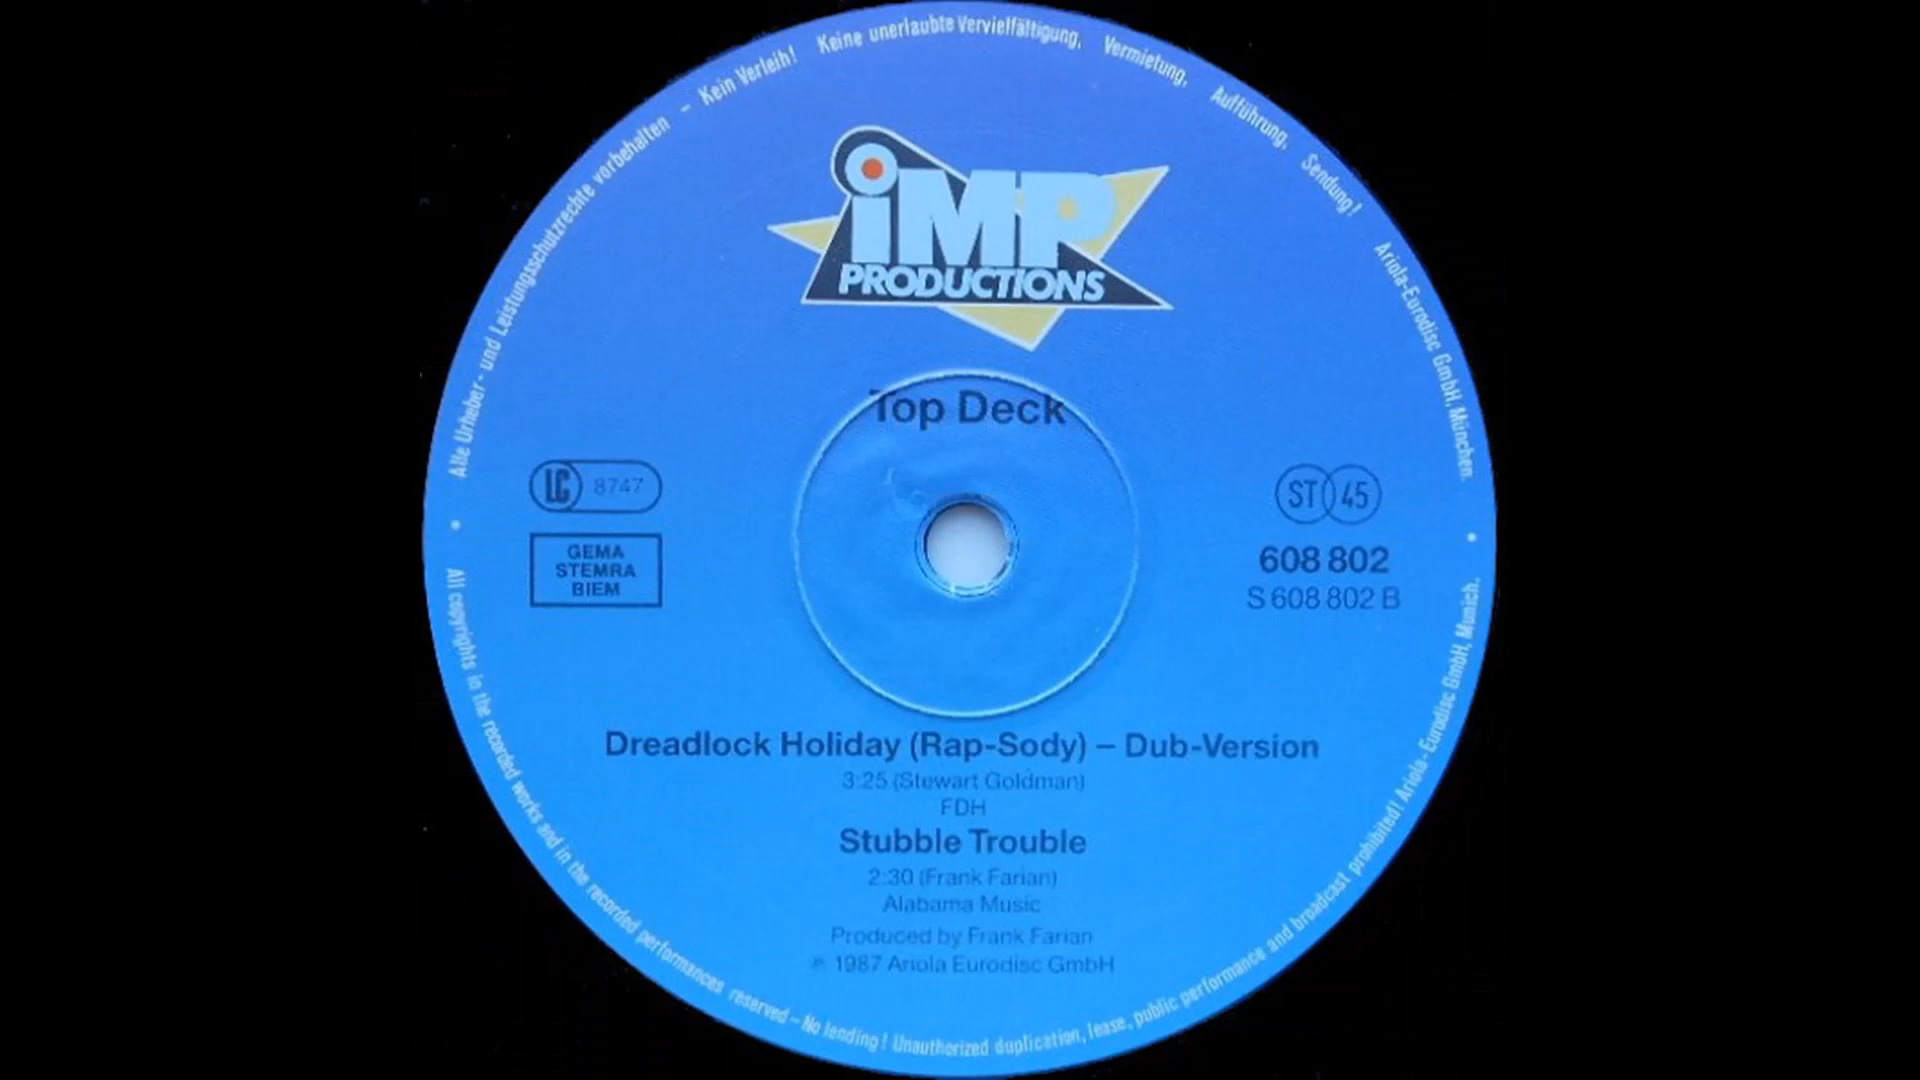 Alle Urheber- und Leistungsschutzrechte vorbehalten – Kein Verleih! Keine unerlaubte Vervielfältigung, Vermietung, Aufführung, Sendung! Ariola-Eurodisc GmbH, München.
iMP
PRODUCTIONS
Top Deck
LC 8747
GEMA
STEMRA
BIEM
ST 45
608 802
S 608 802 B
Dreadlock Holiday (Rap-Sody) – Dub-Version
3:25 (Stewart Goldman)
FDH
Stubble Trouble
2:30 (Frank Farian)
Alabama Music
Produced by Frank Farian
℗ 1987 Ariola Eurodisc GmbH
All copyrights in the recorded works and in the recorded performances reserved – No lending! Unauthorized duplication, lease, public performance and broadcast prohibited! Ariola-Eurodisc GmbH, Munich.